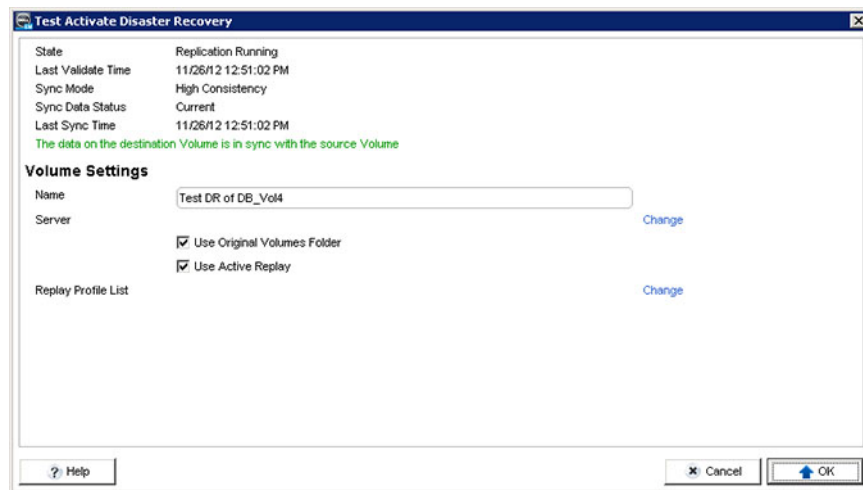 Test Activate Disaster Recovery
State Replication Running
Last Validate Time 11/26/12 12:51:02 PM
Sync Mode High Consistency
Sync Data Status Current
Last Sync Time 11/26/12 12:51:02 PM
The data on the destination Volume is in sync with the source Volume
Volume Settings
Name Test DR of DB_Vol4
Server Change
Use Original Volumes Folder
Use Active Replay
Replay Profile List Change
? Help Cancel OK